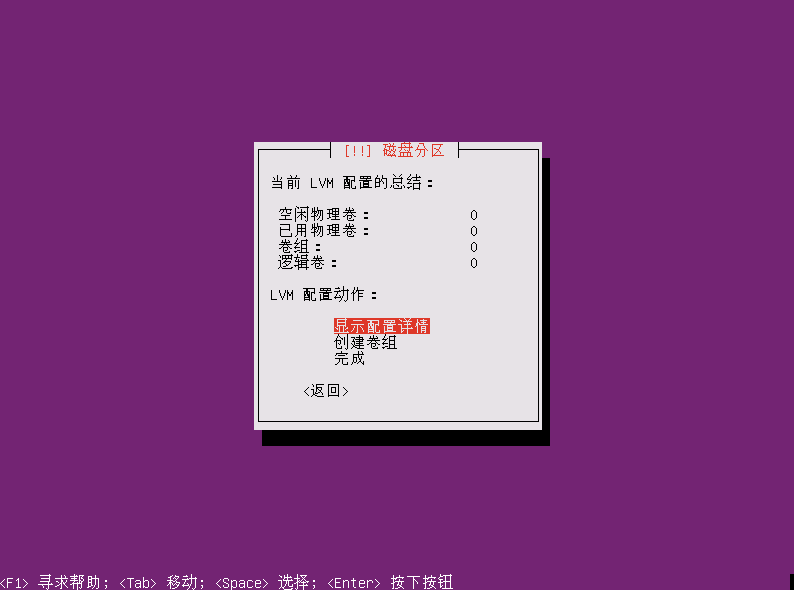 [!!] 磁盘分区
当前 LVM 配置的总结：
空闲物理卷： 0
已用物理卷： 0
卷组： 0
逻辑卷： 0
LVM 配置动作：
显示配置详情
创建卷组
完成
<返回>
<F1> 寻求帮助; <Tab> 移动; <Space> 选择; <Enter> 按下按钮